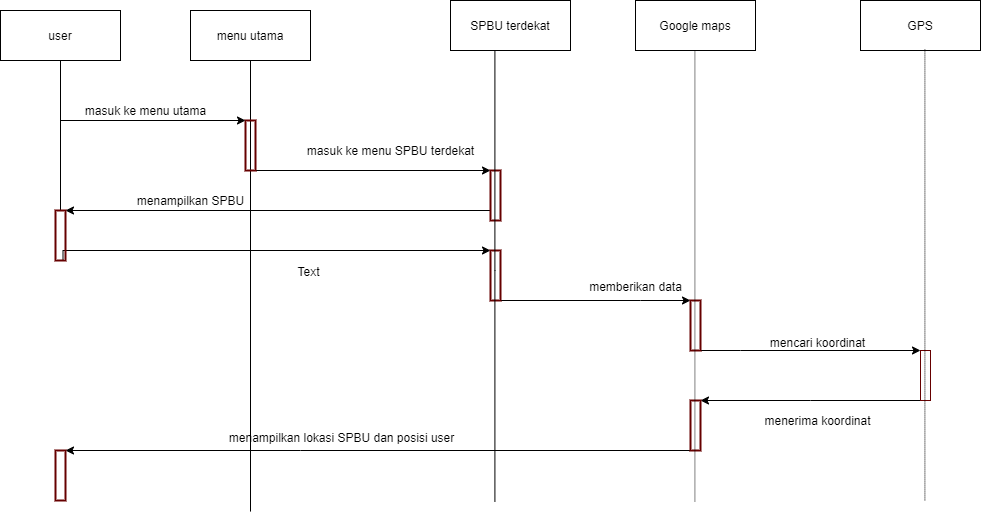 user
menu utama
SPBU terdekat
Google maps
GPS
masuk ke menu utama
masuk ke menu SPBU terdekat
menampilkan SPBU
Text
memberikan data
mencari koordinat
menerima koordinat
menampilkan lokasi SPBU dan posisi user